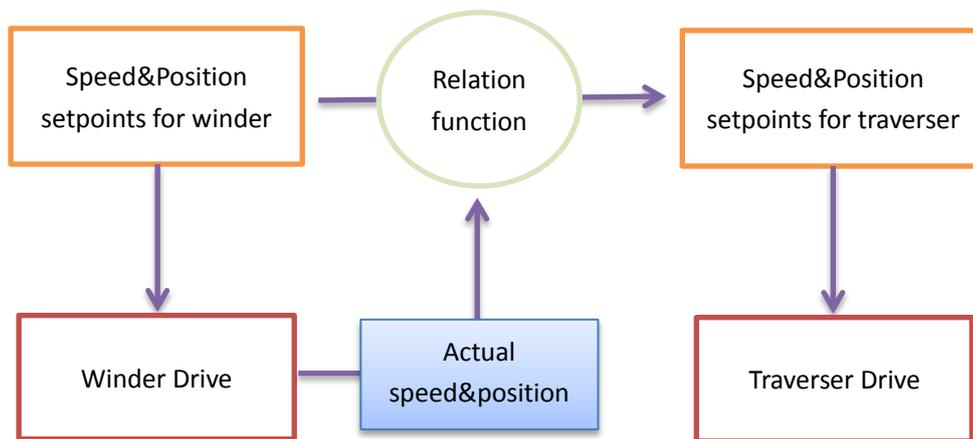 Speed&Position
setpoints for winder
Relation
function
Speed&Position
setpoints for traverser
Winder Drive
Actual
speed&position
Traverser Drive